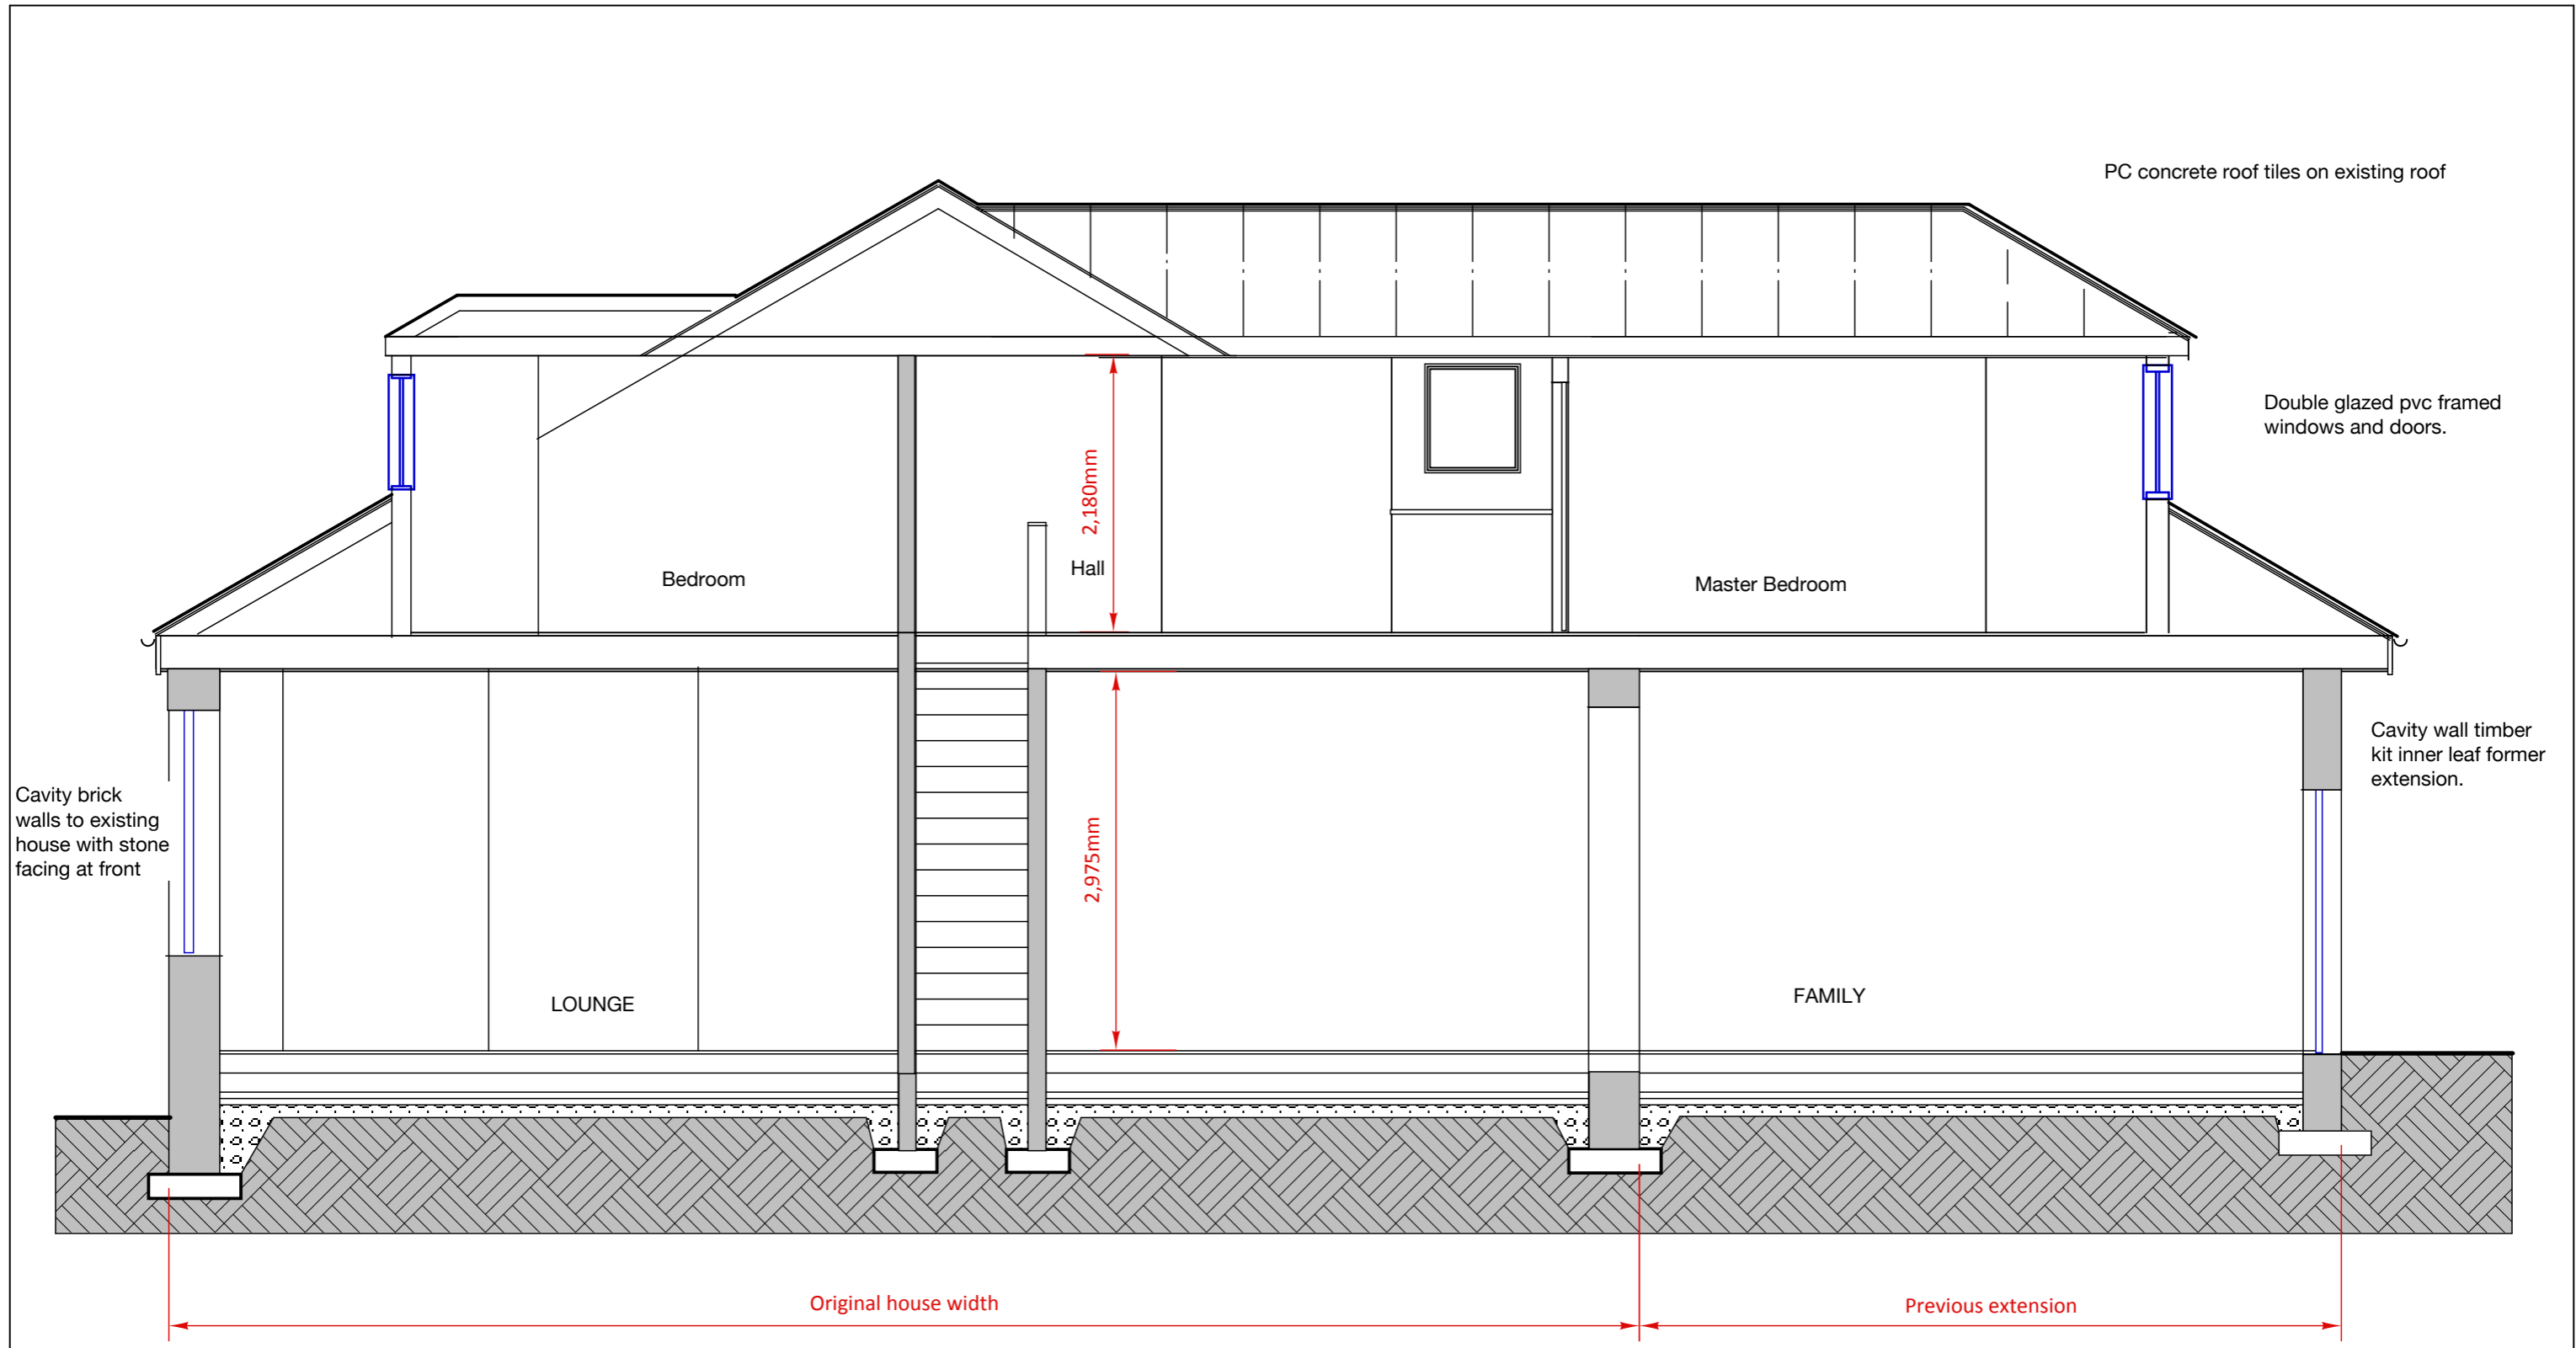 PC concrete roof tiles on existing roof
Double glazed pvc framed
windows and doors.
2,180mm
Hall
Bedroom
Master Bedroom
Cavity wall timber
kit inner leaf former
extension.
Cavity brick
walls to existing
house with stone
facing at front
2,975mm
LOUNGE
FAMILY
Original house width
Previous extension